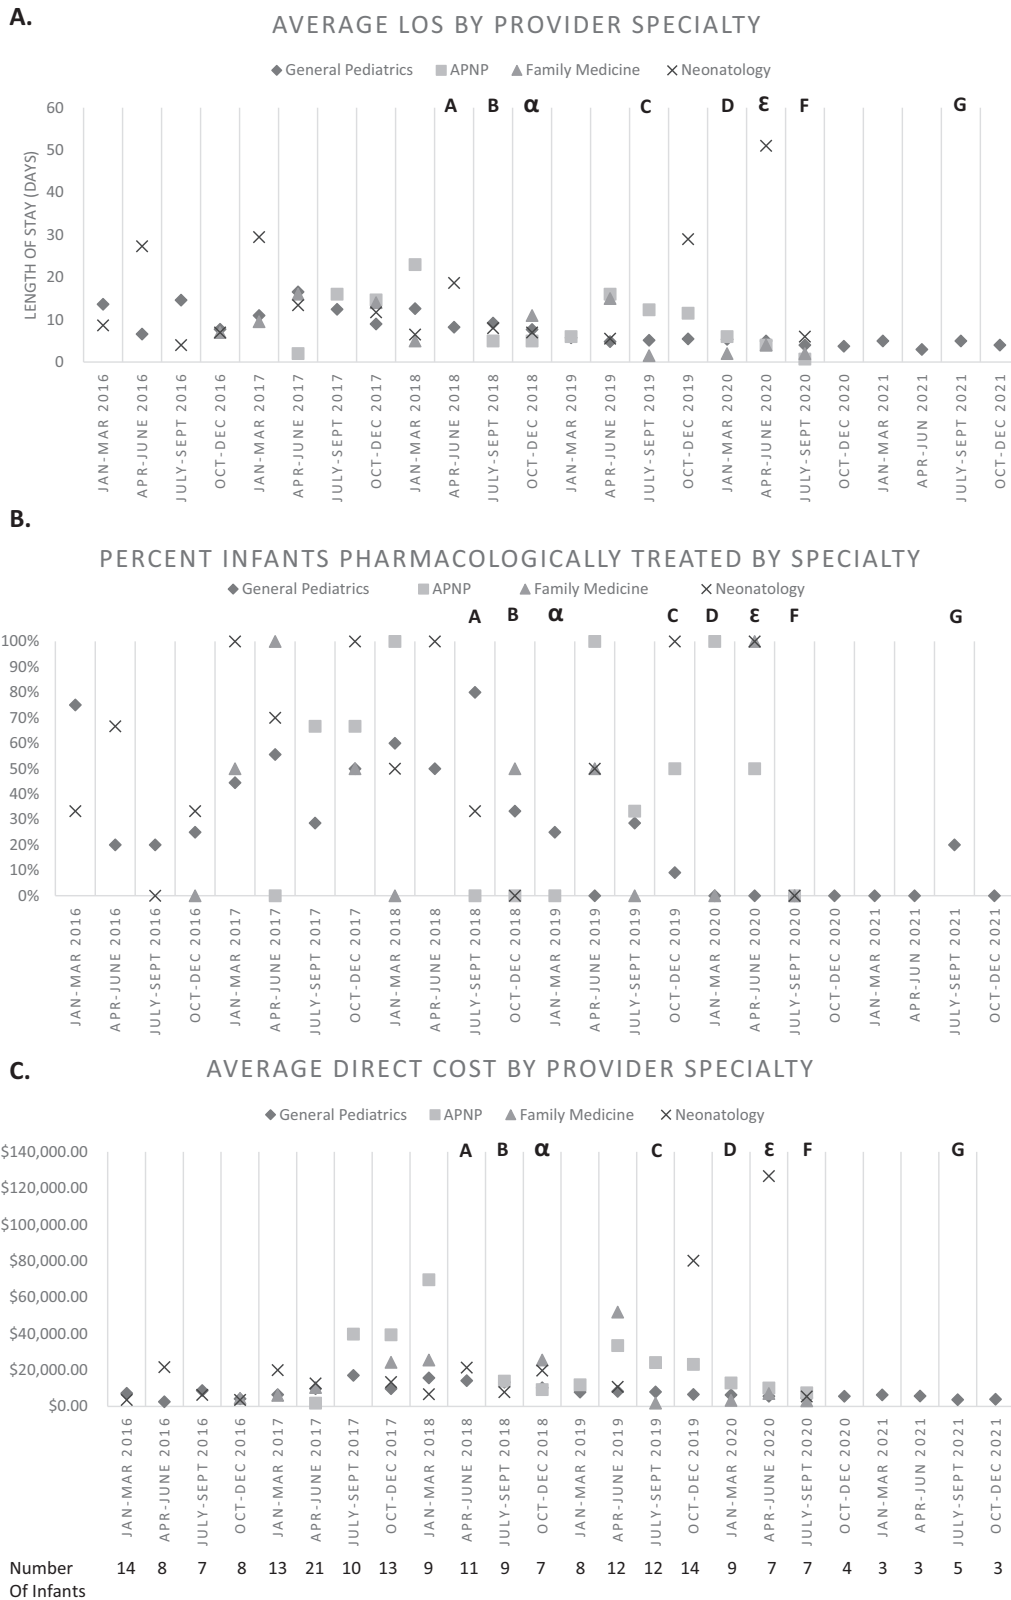 A.
AVERAGE LOS BY PROVIDER SPECIALTY
General Pediatrics APNP Family Medicine Neonatology
A B α C D ε F G
LENGTH OF STAY (DAYS)
60
50
40
30
20
10
0
JAN-MAR 2016
APR-JUNE 2016
JULY-SEPT 2016
OCT-DEC 2016
JAN-MAR 2017
APR-JUNE 2017
JULY-SEPT 2017
OCT-DEC 2017
JAN-MAR 2018
APR-JUNE 2018
JULY-SEPT 2018
OCT-DEC 2018
JAN-MAR 2019
APR-JUNE 2019
JULY-SEPT 2019
OCT-DEC 2019
JAN-MAR 2020
APR-JUNE 2020
JULY-SEPT 2020
OCT-DEC 2020
JAN-MAR 2021
APR-JUN 2021
JULY-SEPT 2021
OCT-DEC 2021
B.
PERCENT INFANTS PHARMACOLOGICALLY TREATED BY SPECIALTY
General Pediatrics APNP Family Medicine Neonatology
A B α C D ε F G
100%
90%
80%
70%
60%
50%
40%
30%
20%
10%
0%
JAN-MAR 2016
APR-JUNE 2016
JULY-SEPT 2016
OCT-DEC 2016
JAN-MAR 2017
APR-JUNE 2017
JULY-SEPT 2017
OCT-DEC 2017
JAN-MAR 2018
APR-JUNE 2018
JULY-SEPT 2018
OCT-DEC 2018
JAN-MAR 2019
APR-JUNE 2019
JULY-SEPT 2019
OCT-DEC 2019
JAN-MAR 2020
APR-JUNE 2020
JULY-SEPT 2020
OCT-DEC 2020
JAN-MAR 2021
APR-JUN 2021
JULY-SEPT 2021
OCT-DEC 2021
C.
AVERAGE DIRECT COST BY PROVIDER SPECIALTY
General Pediatrics APNP Family Medicine Neonatology
A B α C D ε F G
$140,000.00
$120,000.00
$100,000.00
$80,000.00
$60,000.00
$40,000.00
$20,000.00
$0.00
JAN-MAR 2016
APR-JUNE 2016
JULY-SEPT 2016
OCT-DEC 2016
JAN-MAR 2017
APR-JUNE 2017
JULY-SEPT 2017
OCT-DEC 2017
JAN-MAR 2018
APR-JUNE 2018
JULY-SEPT 2018
OCT-DEC 2018
JAN-MAR 2019
APR-JUNE 2019
JULY-SEPT 2019
OCT-DEC 2019
JAN-MAR 2020
APR-JUNE 2020
JULY-SEPT 2020
OCT-DEC 2020
JAN-MAR 2021
APR-JUN 2021
JULY-SEPT 2021
OCT-DEC 2021
Number 14 8 7 8 13 21 10 13 9 11 9 7 8 12 12 14 9 7 7 4 3 3 5 3
Of Infants